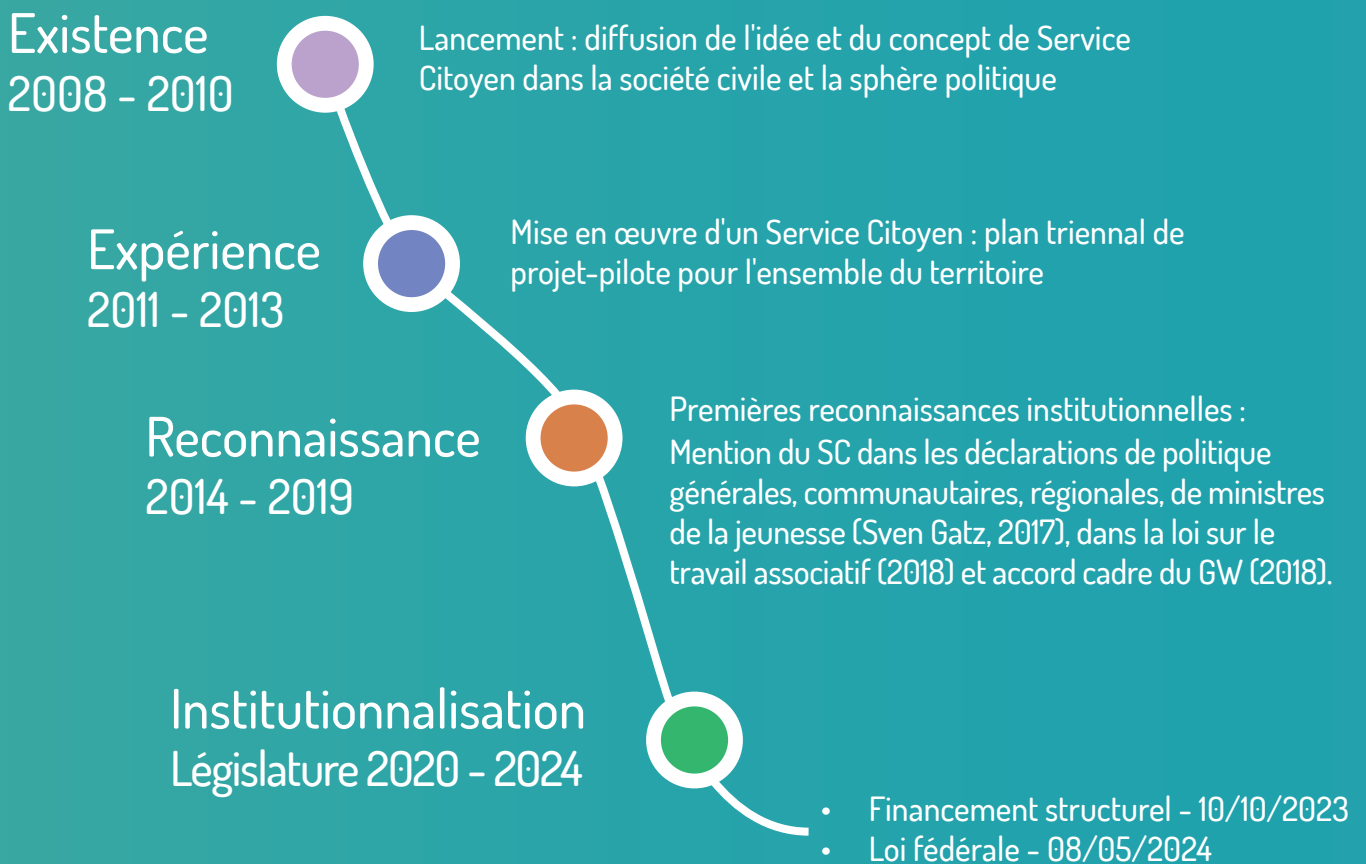 Existence
2008 - 2010
Lancement : diffusion de l'idée et du concept de Service
Citoyen dans la société civile et la sphère politique
Expérience
2011 - 2013
Mise en œuvre d'un Service Citoyen : plan triennal de
projet-pilote pour l'ensemble du territoire
Reconnaissance
2014 - 2019
Premières reconnaissances institutionnelles :
Mention du SC dans les déclarations de politique
générales, communautaires, régionales, de ministres
de la jeunesse (Sven Gatz, 2017), dans la loi sur le
travail associatif (2018) et accord cadre du GW (2018).
Institutionnalisation
Législature 2020 - 2024
• Financement structurel - 10/10/2023
• Loi fédérale - 08/05/2024